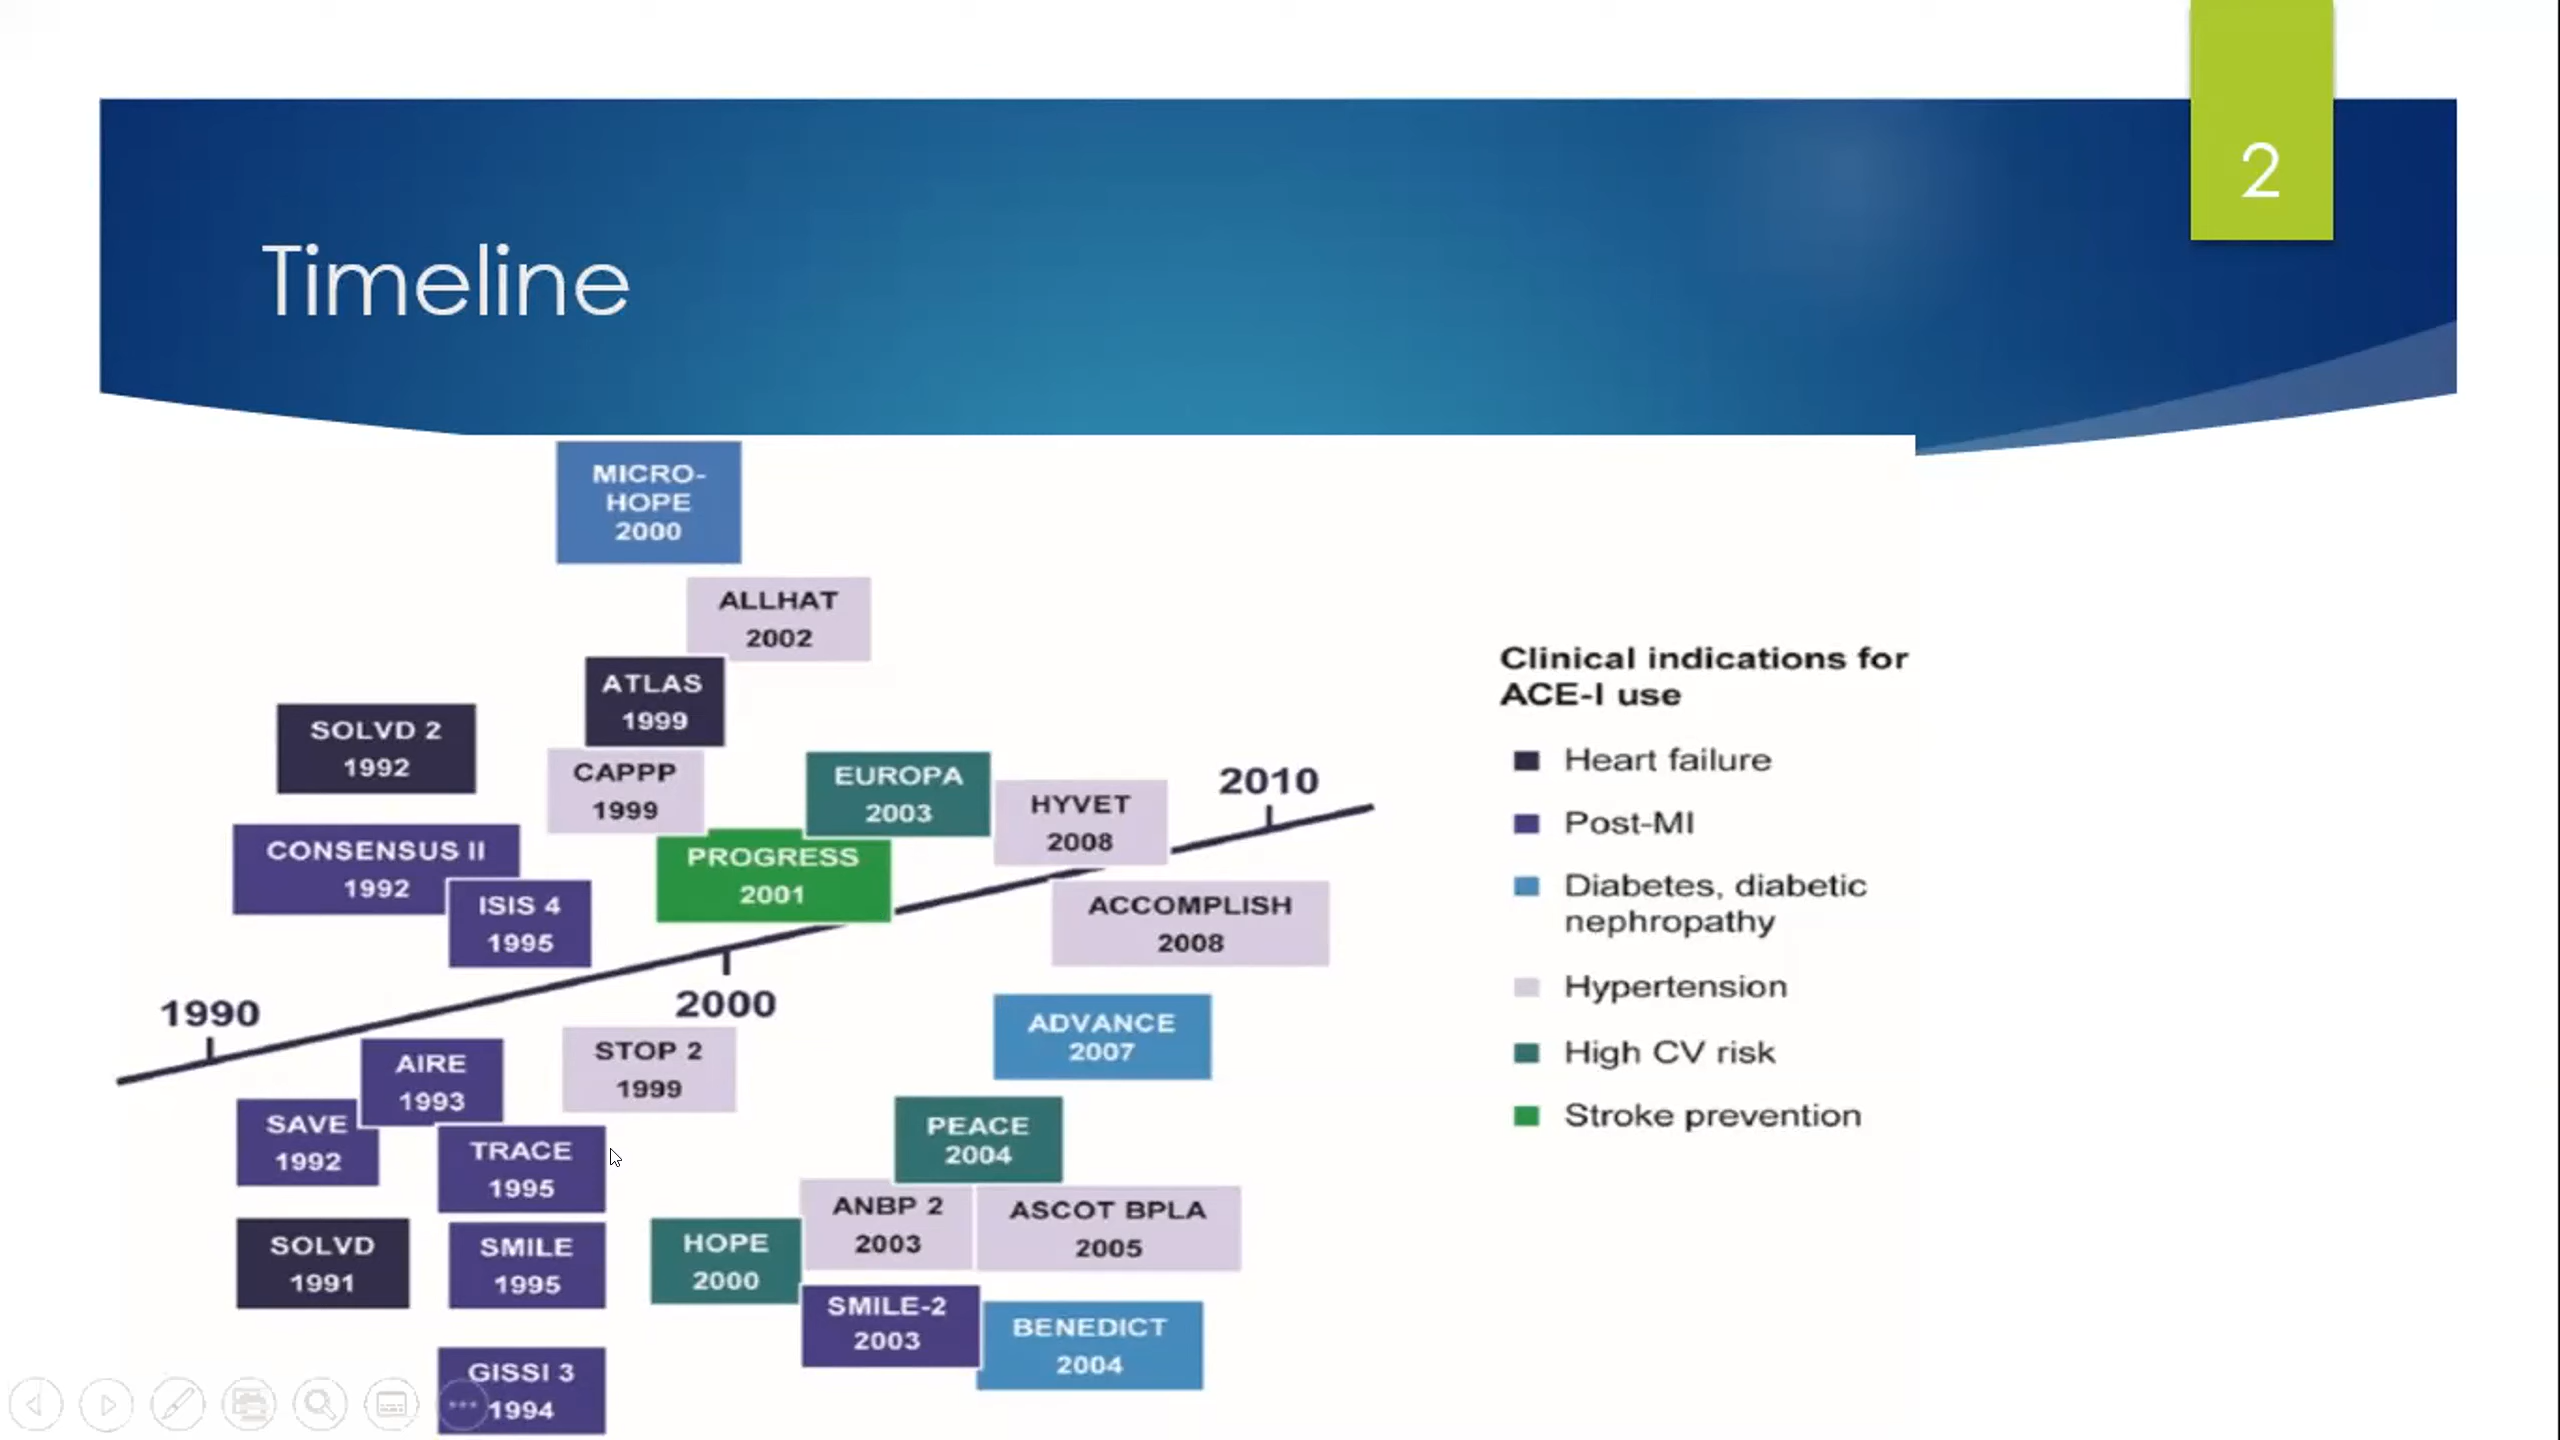 2
Timeline
MICRO-
HOPE
2000
ALLHAT
2002
ATLAS
1999
SOLVD 2
1992
CAPPP
1999
EUROPA
2003
HYVET
2008
2010
CONSENSUS II
1992
PROGRESS
2001
ISIS 4
1995
ACCOMPLISH
2008
1990
2000
AIRE
1993
STOP 2
1999
ADVANCE
2007
SAVE
1992
TRACE
1995
PEACE
2004
SOLVD
1991
SMILE
1995
HOPE
2000
ANBP 2
2003
ASCOT BPLA
2005
SMILE-2
2003
BENEDICT
2004
GISSI 3
1994
Clinical indications for
ACE-I use
Heart failure
Post-MI
Diabetes, diabetic
nephropathy
Hypertension
High CV risk
Stroke prevention